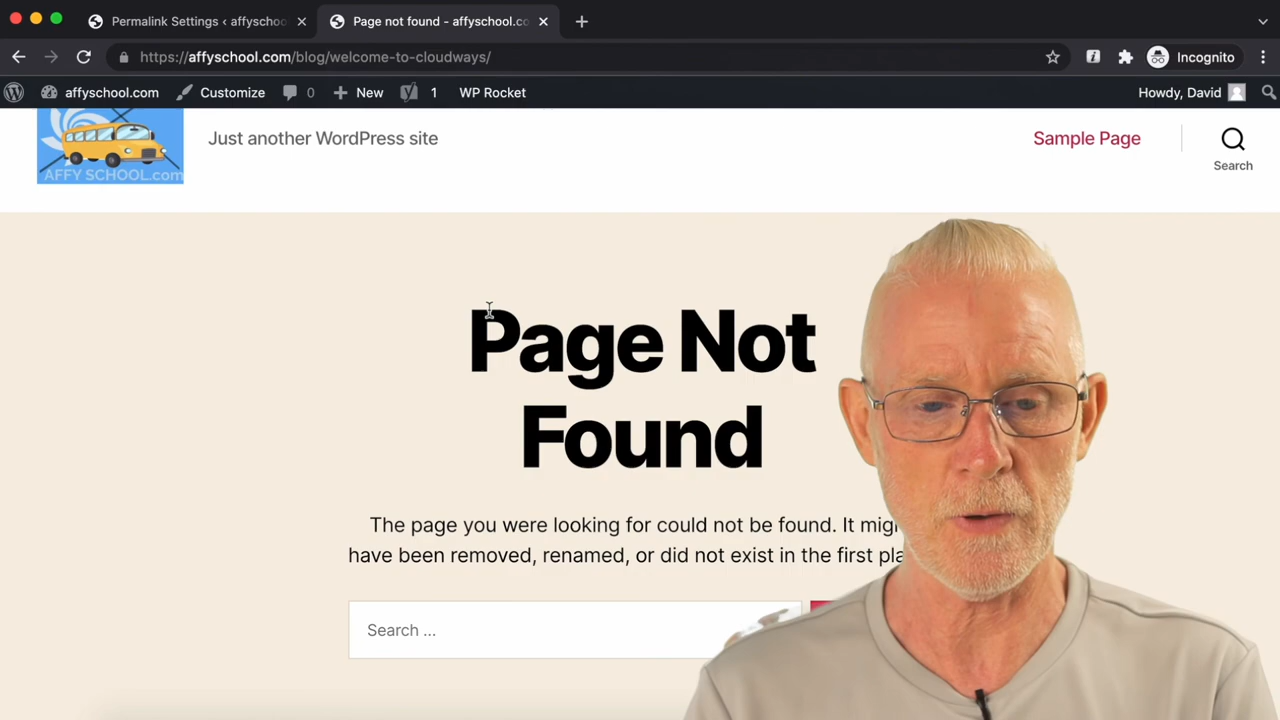 Permalink Settings ‹ affyschoo
Page not found - affyschool.co
https://affyschool.com/blog/welcome-to-cloudways/
Incognito
affyschool.com
Customize
0
New
1
WP Rocket
Howdy, David
AFFY SCHOOL.com
Just another WordPress site
Sample Page
Search
Page Not
Found
The page you were looking for could not be found. It mig
have been removed, renamed, or did not exist in the first pla
Search ...